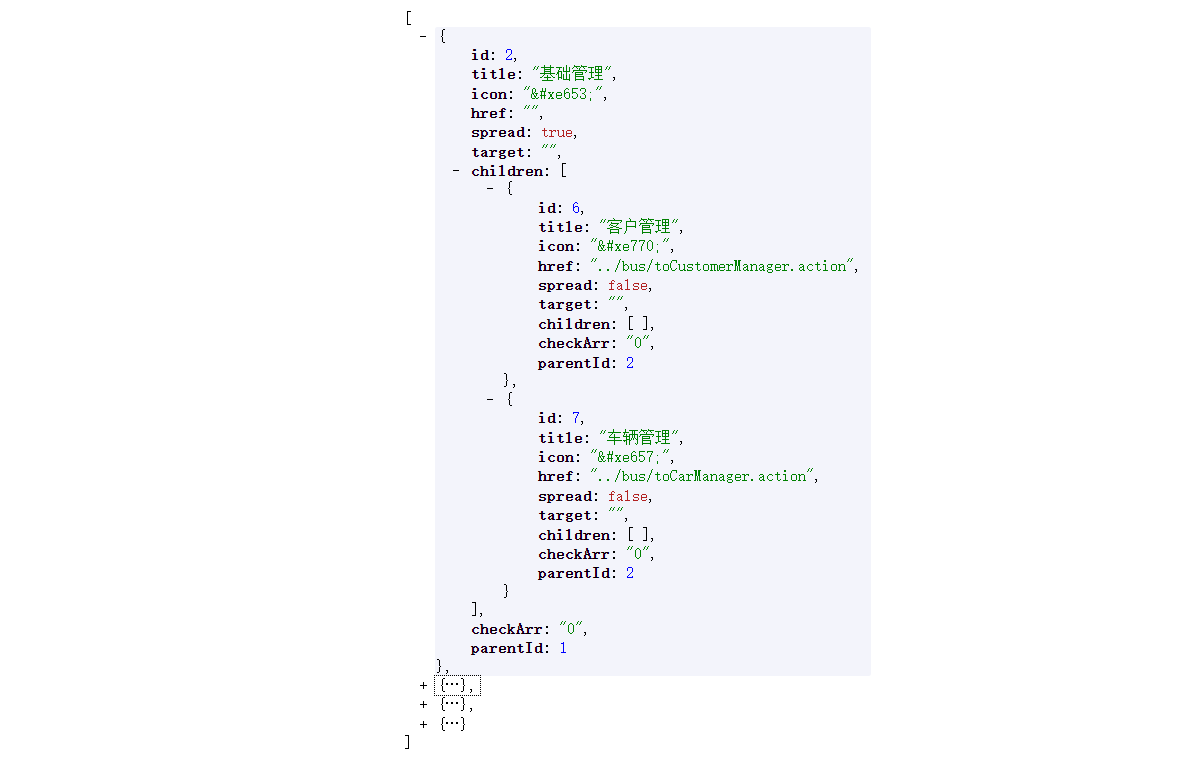 [
- {
id: 2,
title: "基础管理",
icon: "&#xe653;",
href: "",
spread: true,
target: "",
- children: [
- {
id: 6,
title: "客户管理",
icon: "&#xe770;",
href: "../bus/toCustomerManager.action",
spread: false,
target: "",
children: [ ],
checkArr: "0",
parentId: 2
},
- {
id: 7,
title: "车辆管理",
icon: "&#xe657;",
href: "../bus/toCarManager.action",
spread: false,
target: "",
children: [ ],
checkArr: "0",
parentId: 2
}
],
checkArr: "0",
parentId: 1
},
+ {…},
+ {…},
+ {…}
]